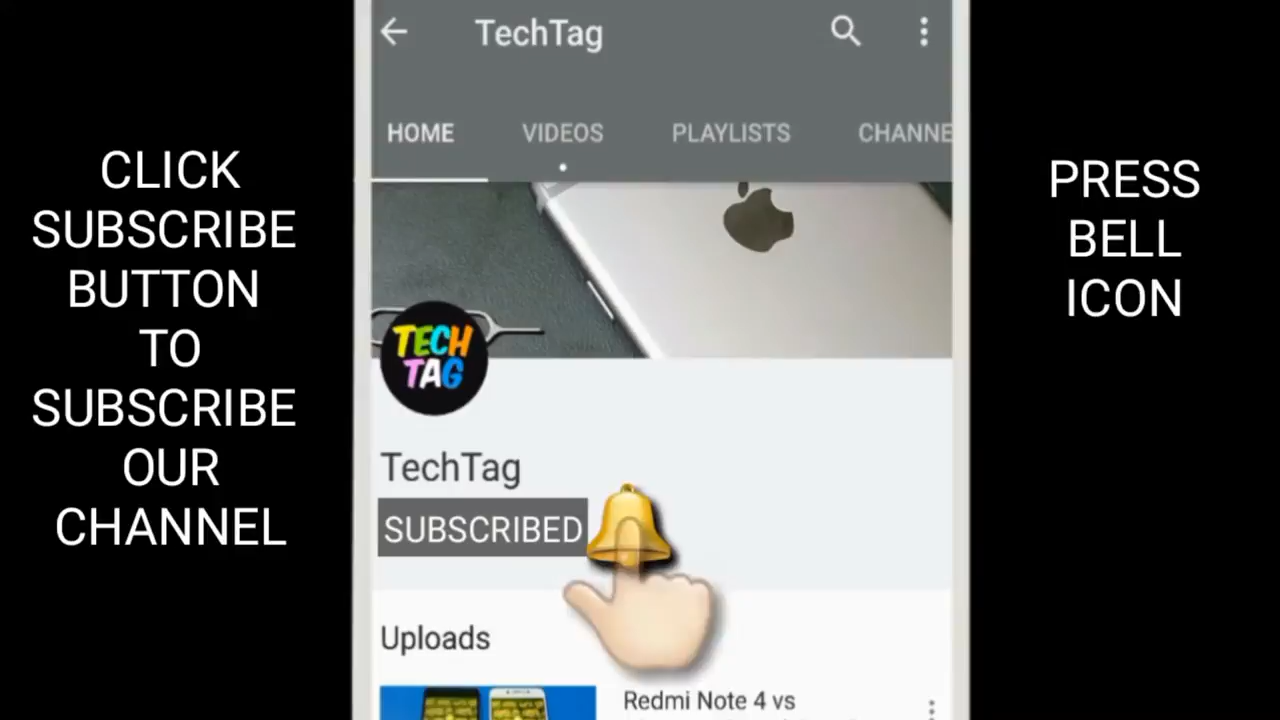 CLICK
SUBSCRIBE
BUTTON
TO
SUBSCRIBE
OUR
CHANNEL
TechTag
HOME VIDEOS PLAYLISTS CHANNE
TECH
TAG
TechTag
SUBSCRIBED
Uploads
Redmi Note 4 vs
PRESS
BELL
ICON